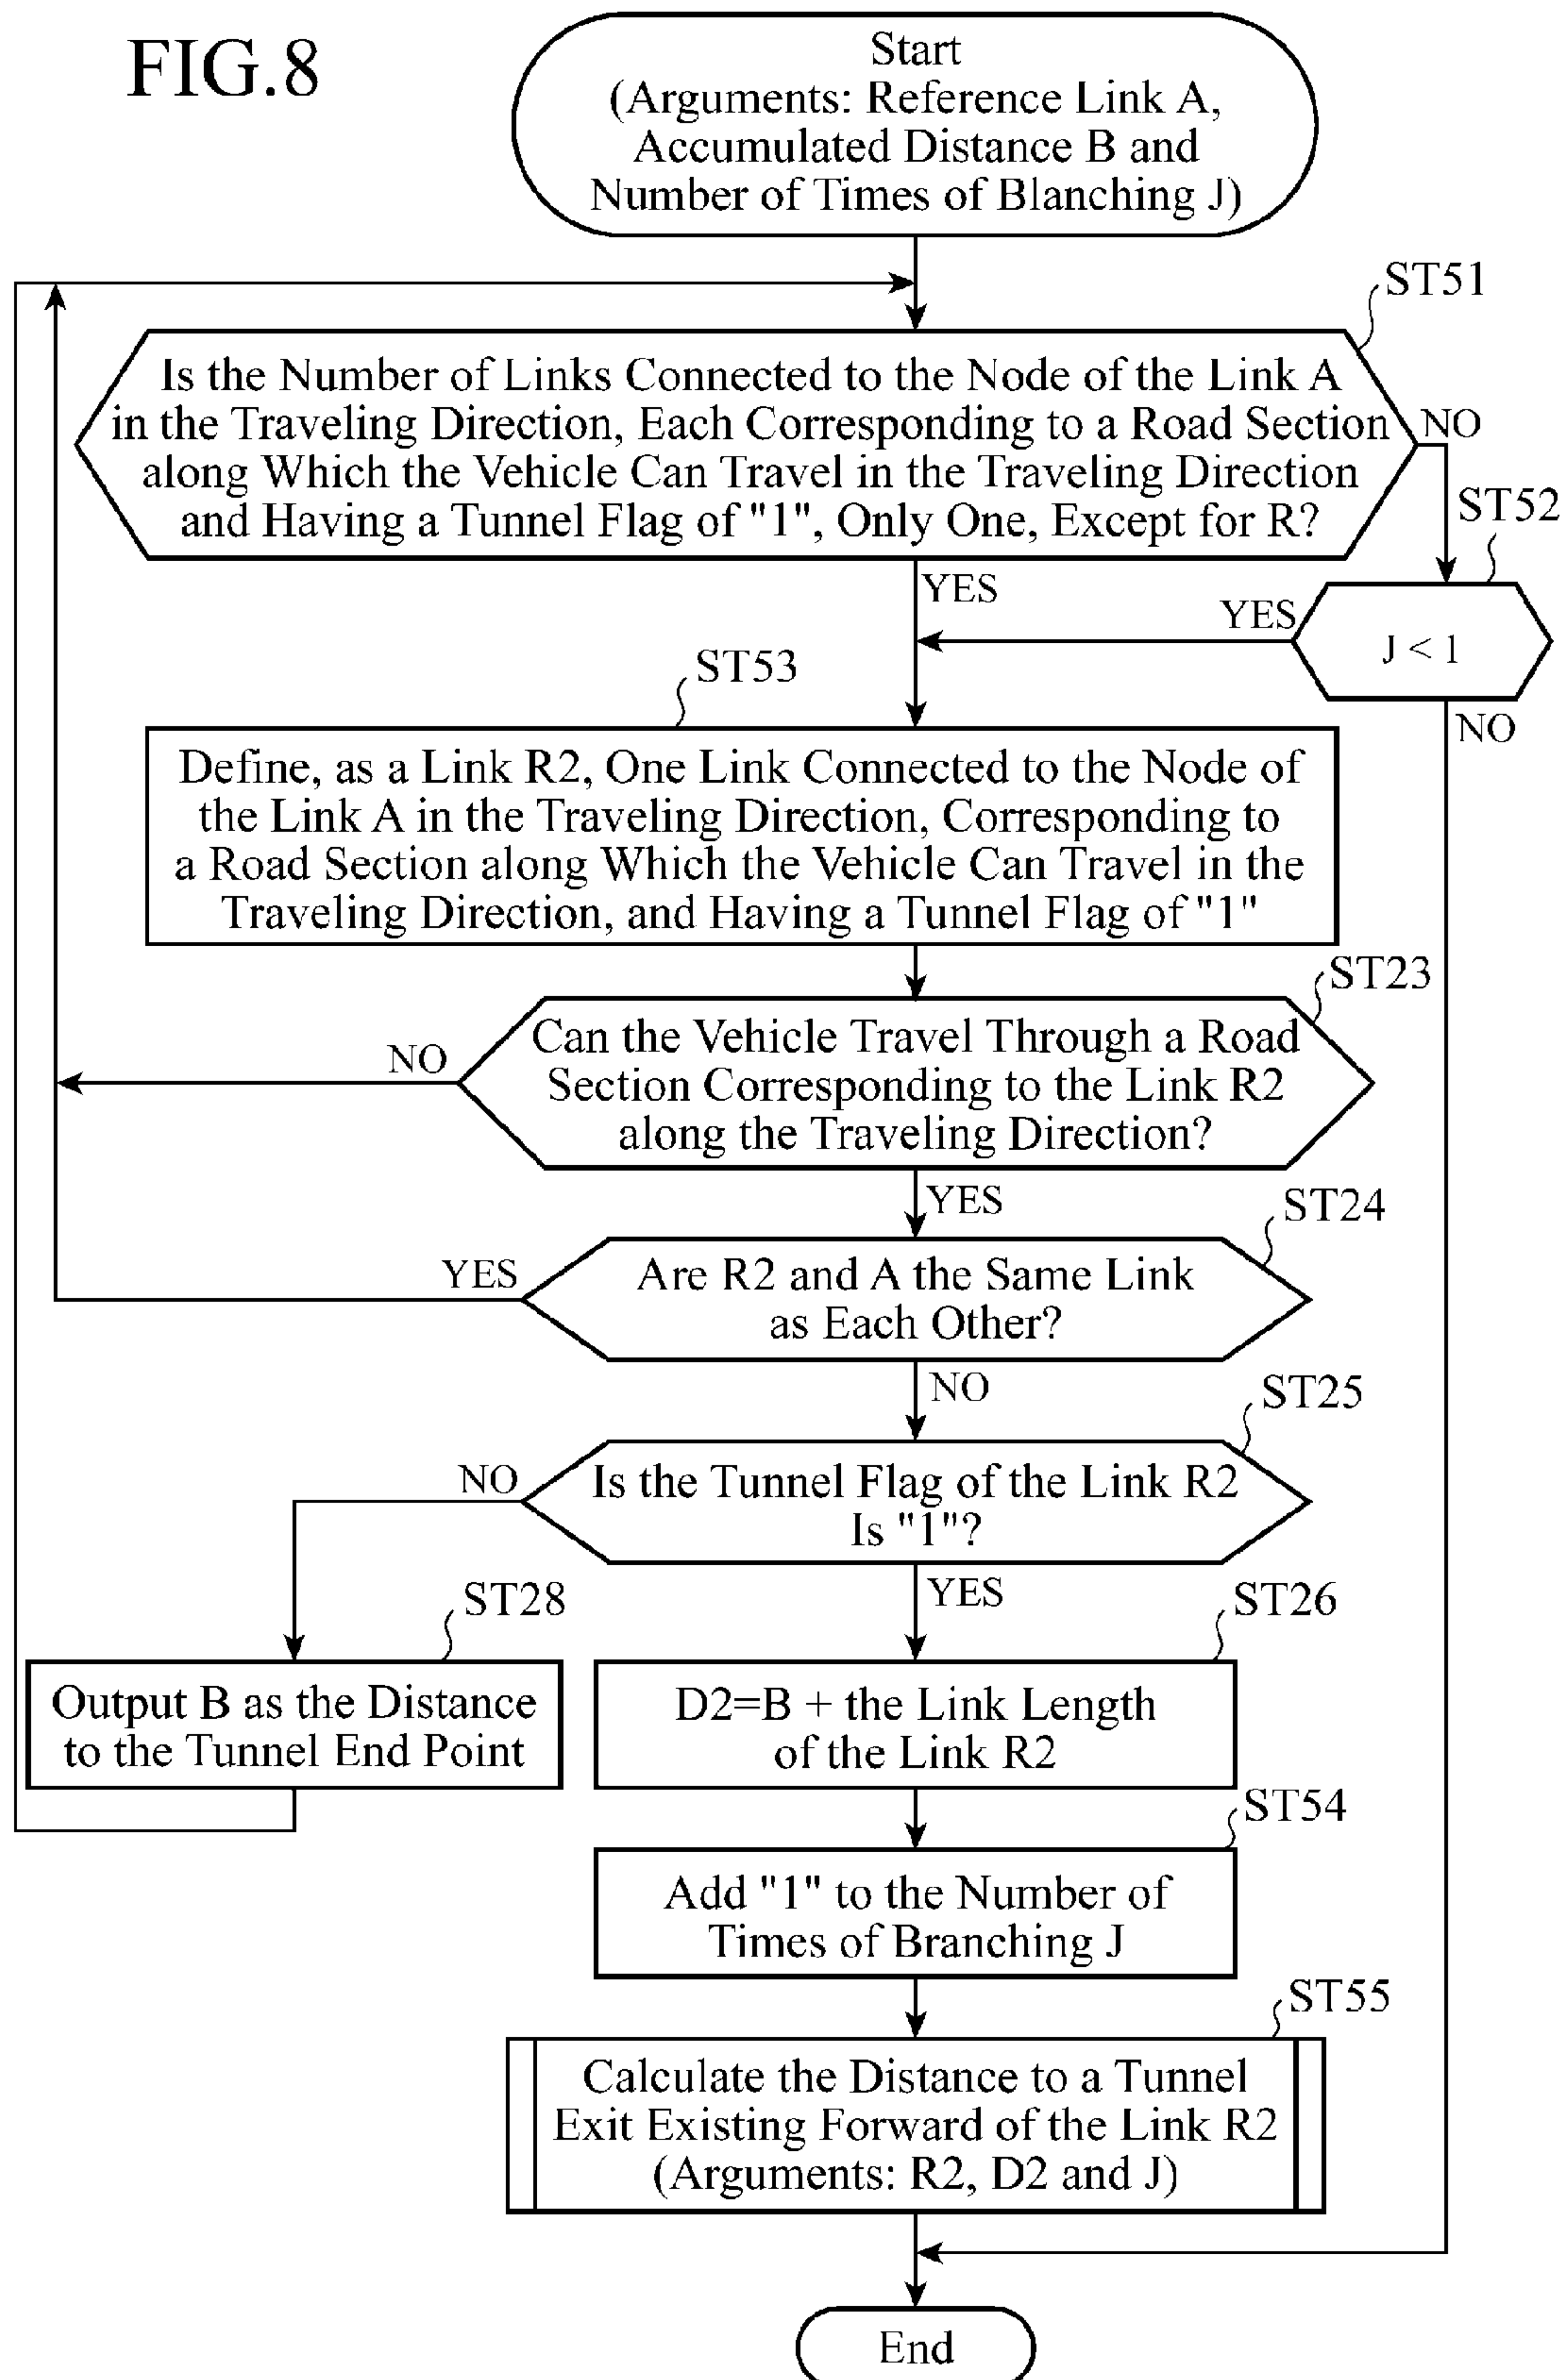 FIG.8
Start
(Arguments: Reference Link A,
Accumulated Distance B and
Number of Times of Blanching J)
ST51
Is the Number of Links Connected to the Node of the Link A
in the Traveling Direction, Each Corresponding to a Road Section
along Which the Vehicle Can Travel in the Traveling Direction
and Having a Tunnel Flag of "1", Only One, Except for R?
NO
ST52
YES
YES
J < 1
NO
ST53
Define, as a Link R2, One Link Connected to the Node of
the Link A in the Traveling Direction, Corresponding to
a Road Section along Which the Vehicle Can Travel in the
Traveling Direction, and Having a Tunnel Flag of "1"
ST23
NO
Can the Vehicle Travel Through a Road
Section Corresponding to the Link R2
along the Traveling Direction?
YES
ST24
YES
Are R2 and A the Same Link
as Each Other?
NO
ST25
NO
Is the Tunnel Flag of the Link R2
Is "1"?
YES
ST28
Output B as the Distance
to the Tunnel End Point
ST26
D2=B + the Link Length
of the Link R2
ST54
Add "1" to the Number of
Times of Branching J
ST55
Calculate the Distance to a Tunnel
Exit Existing Forward of the Link R2
(Arguments: R2, D2 and J)
End